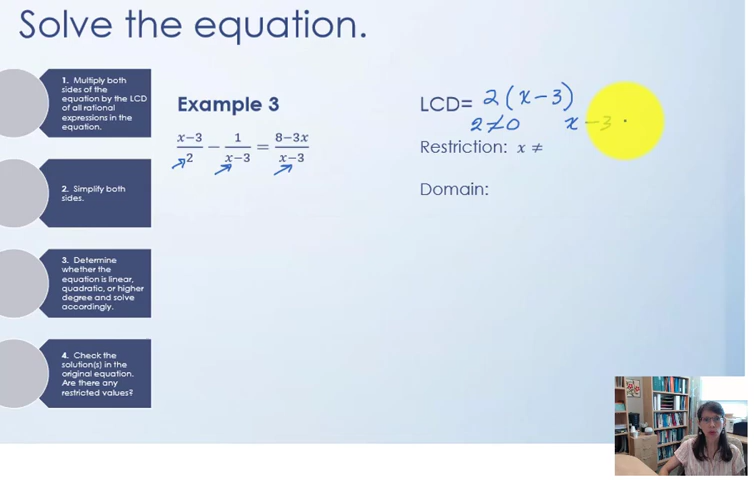 Solve the equation.
1. Multiply both
sides of the
equation by the LCD
of all rational
expressions in the
equation.
2. Simplify both
sides.
3. Determine
whether the
equation is linear,
quadratic, or higher
degree and solve
accordingly.
4. Check the
solution(s) in the
original equation.
Are there any
restricted values?
Example 3
x−3/2 − 1/x−3 = 8−3x/x−3
LCD= 2(x−3)
2≠0 x−3
Restriction: x ≠
Domain: